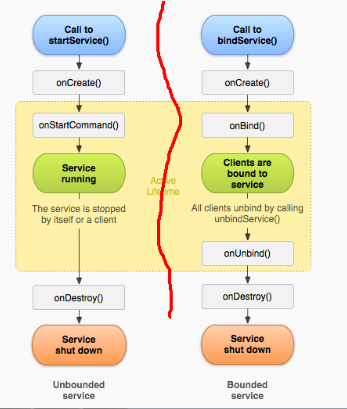 Call to
startService()
onCreate()
onStartCommand()
Service
running
The service is stopped
by itself or a client
onDestroy()
Service
shut down
Unbounded
service
Active
Lifetime
Call to
bindService()
onCreate()
onBind()
Clients are
bound to
service
All clients unbind by calling
unbindService()
onUnbind()
onDestroy()
Service
shut down
Bounded
service